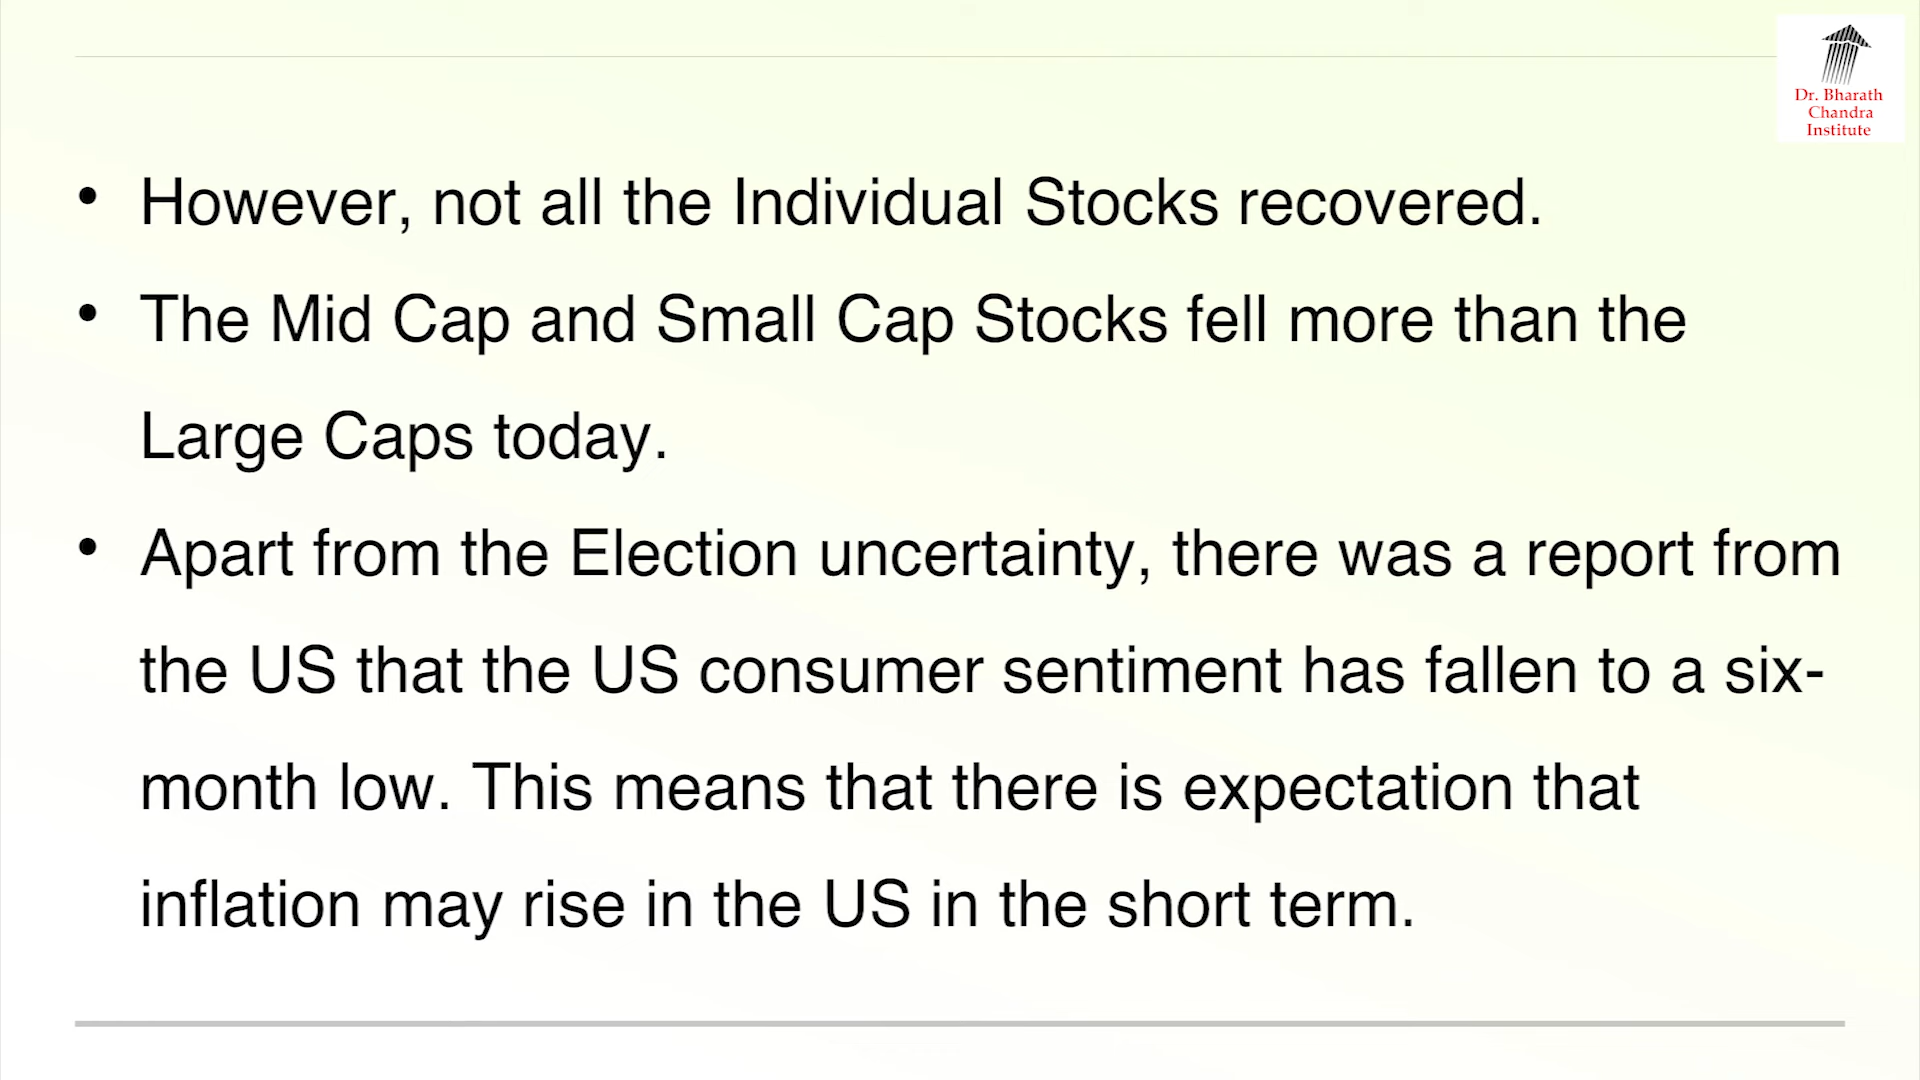 Dr. Bharath
Chandra
Institute
• However, not all the Individual Stocks recovered.
• The Mid Cap and Small Cap Stocks fell more than the
Large Caps today.
• Apart from the Election uncertainty, there was a report from
the US that the US consumer sentiment has fallen to a six-
month low. This means that there is expectation that
inflation may rise in the US in the short term.